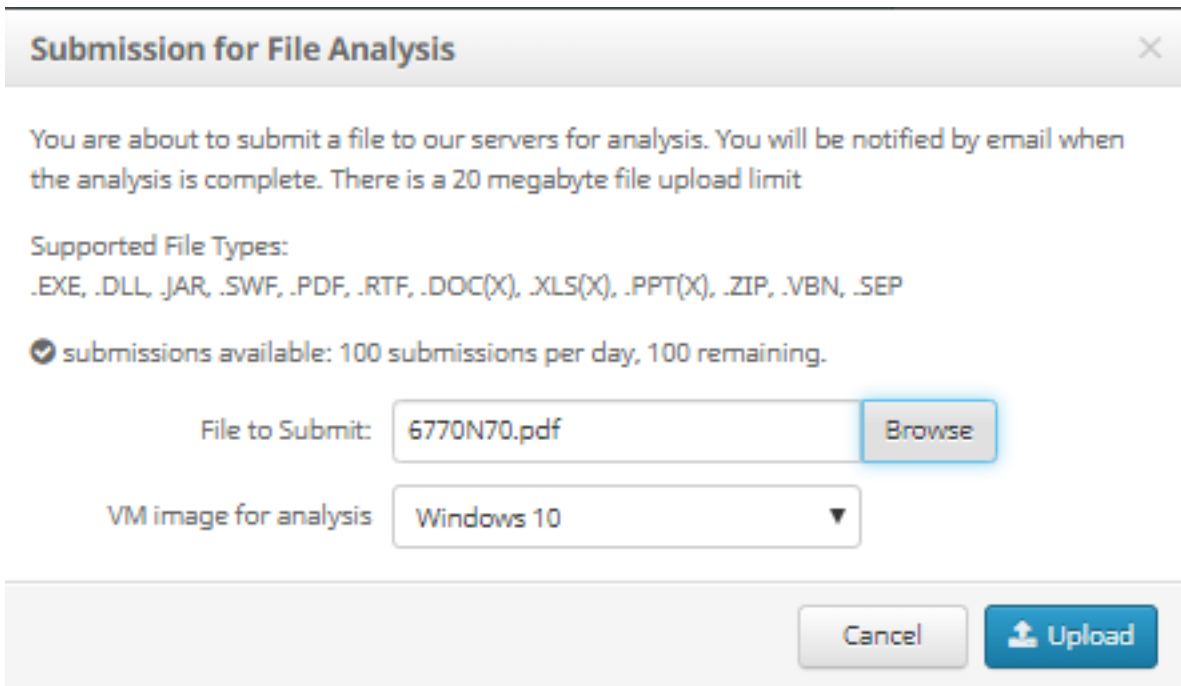 Submission for File Analysis
You are about to submit a file to our servers for analysis. You will be notified by email when
the analysis is complete. There is a 20 megabyte file upload limit
Supported File Types:
.EXE, .DLL, .JAR, .SWF, .PDF, .RTF, .DOC(X), .XLS(X), .PPT(X), .ZIP, .VBN, .SEP
submissions available: 100 submissions per day, 100 remaining.
File to Submit: 6770N70.pdf Browse
VM image for analysis Windows 10
Cancel Upload